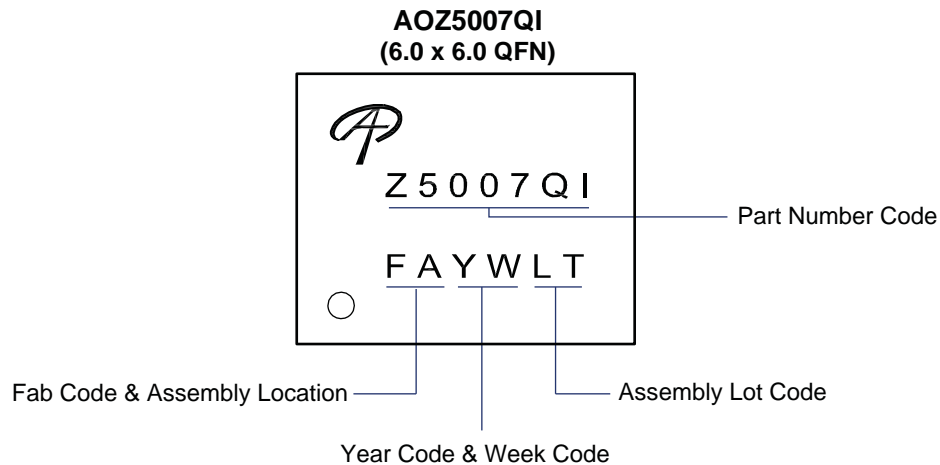 AOZ5007QI
(6.0 x 6.0 QFN)
Z5007QI
Part Number Code
FAYWLT
Fab Code & Assembly Location
Assembly Lot Code
Year Code & Week Code